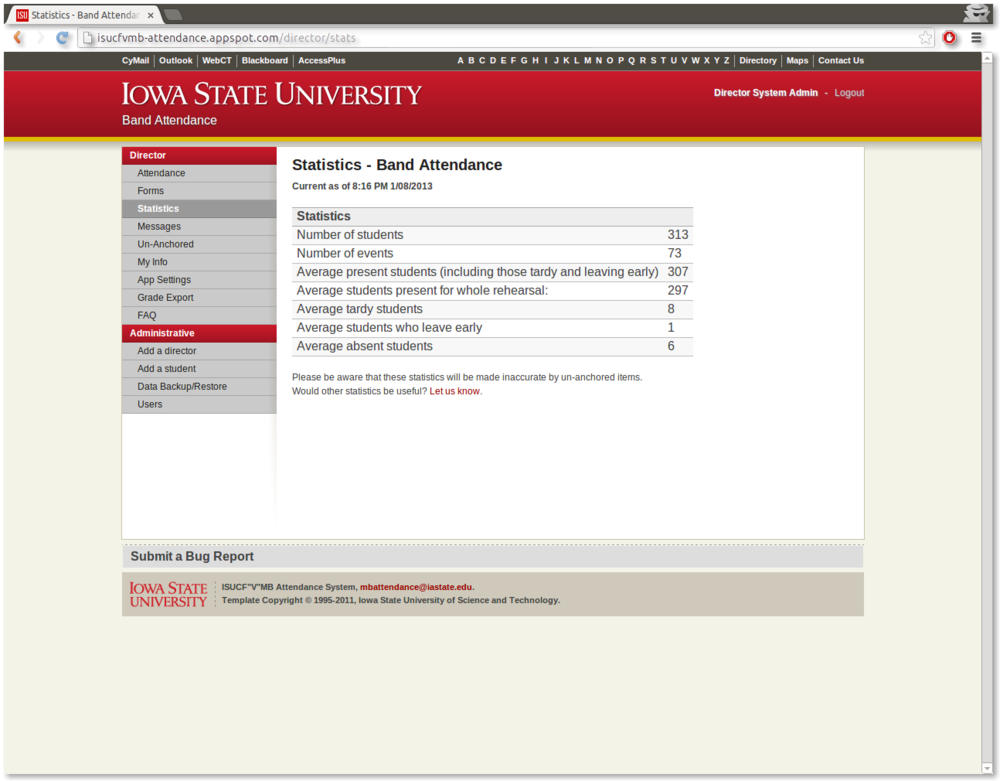 Statistics - Band Attendan
isucfvmb-attendance.appspot.com/director/stats
CyMail Outlook WebCT Blackboard AccessPlus A B C D E F G H I J K L M N O P Q R S T U V W X Y Z Directory Maps Contact Us
IOWA STATE UNIVERSITY
Director System Admin - Logout
Band Attendance
Director
Attendance
Forms
Statistics
Messages
Un-Anchored
My Info
App Settings
Grade Export
FAQ
Administrative
Add a director
Add a student
Data Backup/Restore
Users
Statistics - Band Attendance
Current as of 8:16 PM 1/08/2013
Statistics
Number of students 313
Number of events 73
Average present students (including those tardy and leaving early) 307
Average students present for whole rehearsal: 297
Average tardy students 8
Average students who leave early 1
Average absent students 6
Please be aware that these statistics will be made inaccurate by un-anchored items.
Would other statistics be useful? Let us know.
Submit a Bug Report
IOWA STATE
UNIVERSITY
ISUCF"V"MB Attendance System, mbattendance@iastate.edu.
Template Copyright © 1995-2011, Iowa State University of Science and Technology.